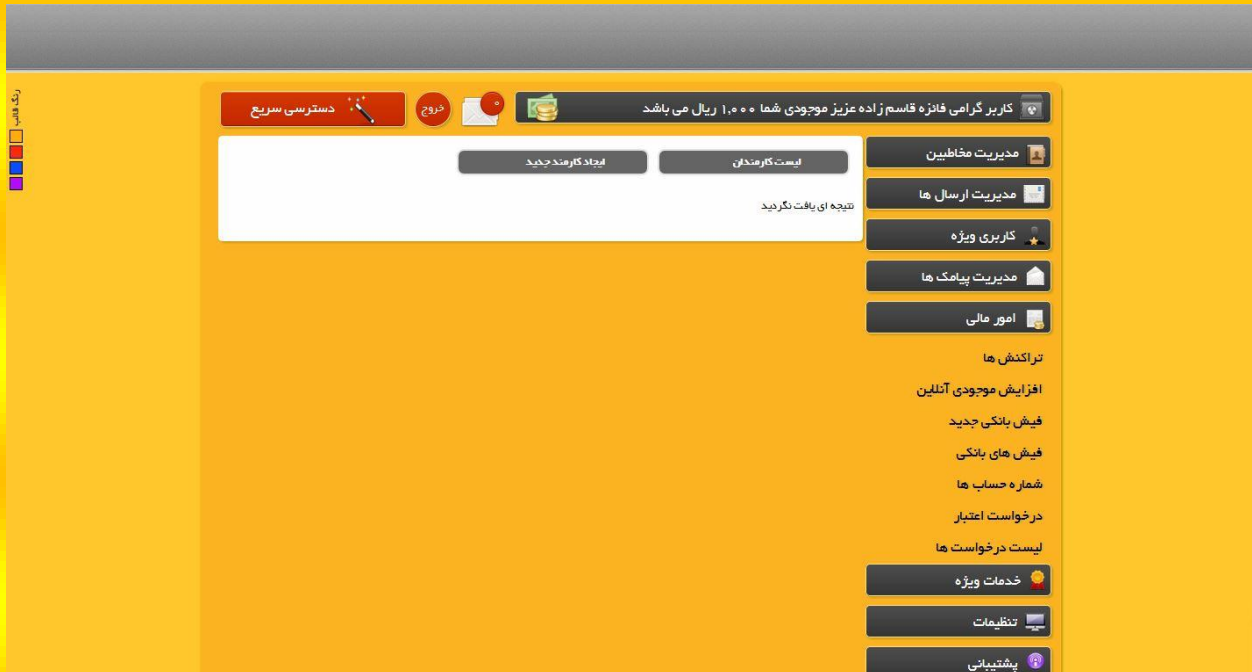 کاربر گرامی فائزه قاسم زاده عزیز موجودی شما ۱,۰۰۰ ریال می باشد
۰
خروج
دسترسی سریع
رنگ قالب
مدیریت مخاطبین
مدیریت ارسال ها
کاربری ویژه
مدیریت پیامک ها
امور مالی
تراکنش ها
افزایش موجودی آنلاین
فیش بانکی جدید
فیش های بانکی
شماره حساب ها
درخواست اعتبار
لیست درخواست ها
خدمات ویژه
تنظیمات
پشتیبانی
لیست کارمندان
ایجاد کارمند جدید
نتیجه ای یافت نگردید